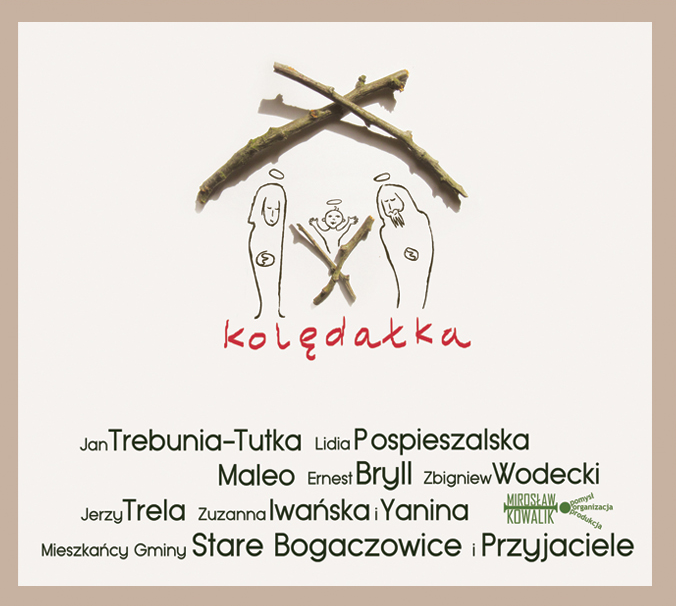 kolędałka
Jan Trebunia-Tutka Lidia Pospieszalska
Maleo Ernest Bryll Zbigniew Wodecki
Jerzy Trela Zuzanna Iwańska i Yanina
MIROSŁAW
KOWALIK
pomysł
organizacja
produkcja
Mieszkańcy Gminy Stare Bogaczowice i Przyjaciele